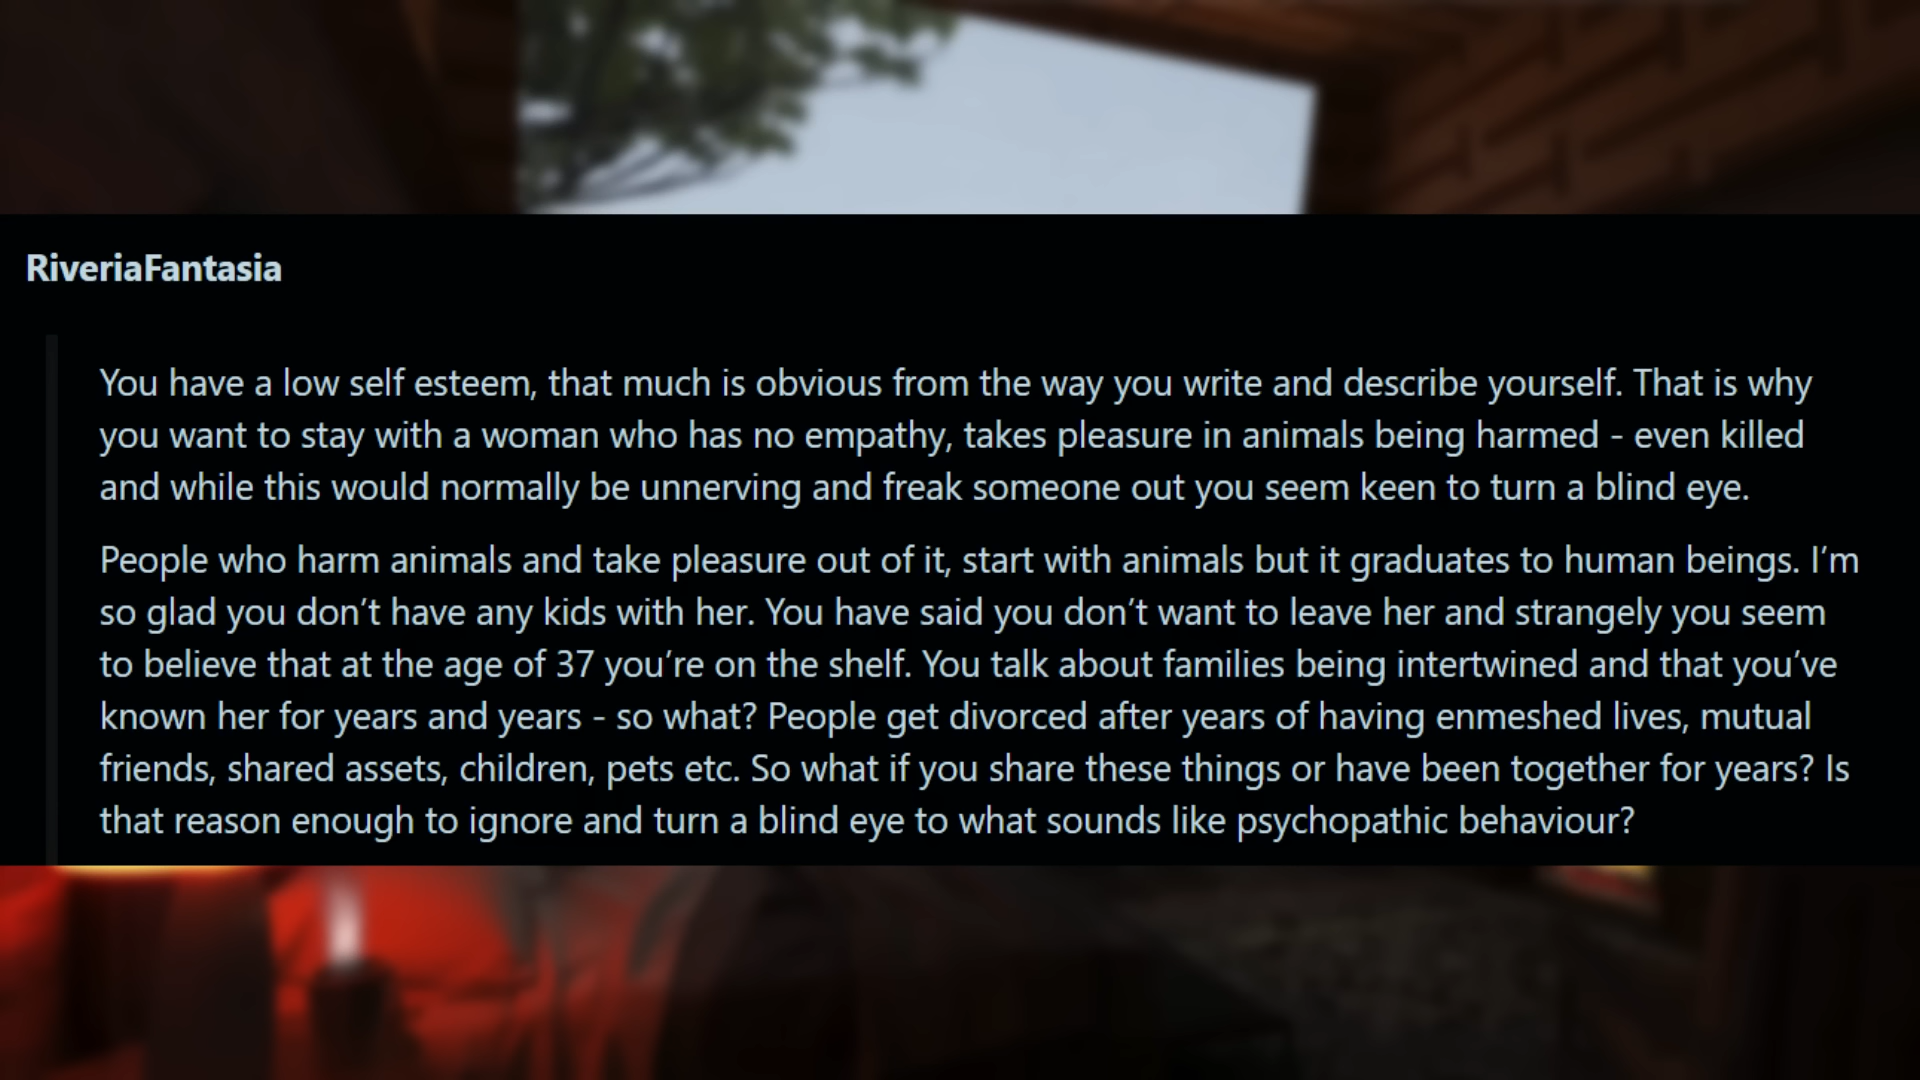 RiveriaFantasia
You have a low self esteem, that much is obvious from the way you write and describe yourself. That is why
you want to stay with a woman who has no empathy, takes pleasure in animals being harmed - even killed
and while this would normally be unnerving and freak someone out you seem keen to turn a blind eye.
People who harm animals and take pleasure out of it, start with animals but it graduates to human beings. I’m
so glad you don’t have any kids with her. You have said you don’t want to leave her and strangely you seem
to believe that at the age of 37 you’re on the shelf. You talk about families being intertwined and that you’ve
known her for years and years - so what? People get divorced after years of having enmeshed lives, mutual
friends, shared assets, children, pets etc. So what if you share these things or have been together for years? Is
that reason enough to ignore and turn a blind eye to what sounds like psychopathic behaviour?